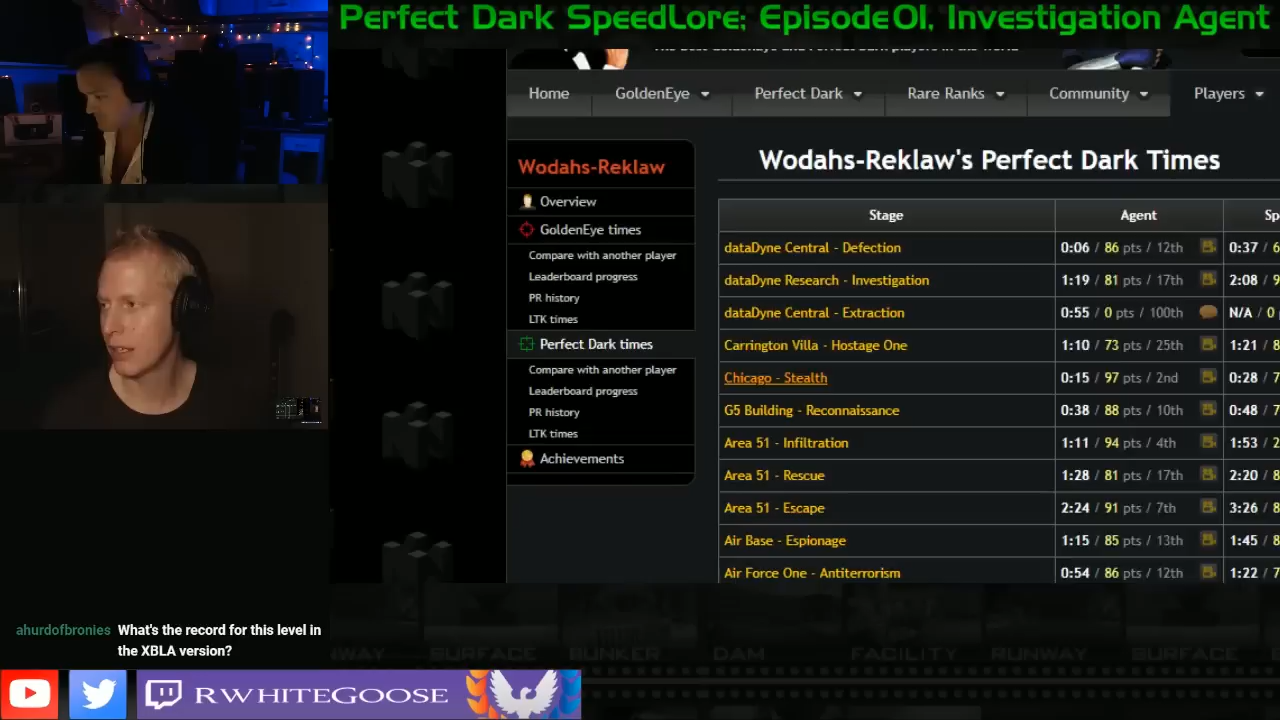 Perfect Dark SpeedLore; Episode 01, Investigation Agent
Home GoldenEye Perfect Dark Rare Ranks Community Players
Wodahs-Reklaw
Overview
GoldenEye times
Compare with another player
Leaderboard progress
PR history
LTK times
Perfect Dark times
Compare with another player
Leaderboard progress
PR history
LTK times
Achievements
Wodahs-Reklaw's Perfect Dark Times
Stage Agent
dataDyne Central - Defection 0:06 / 86 pts / 12th 0:37 /
dataDyne Research - Investigation 1:19 / 81 pts / 17th 2:08 /
dataDyne Central - Extraction 0:55 / 0 pts / 100th N/A / 0
Carrington Villa - Hostage One 1:10 / 73 pts / 25th 1:21 /
Chicago - Stealth 0:15 / 97 pts / 2nd 0:28 /
G5 Building - Reconnaissance 0:38 / 88 pts / 10th 0:48 /
Area 51 - Infiltration 1:11 / 94 pts / 4th 1:53 /
Area 51 - Rescue 1:28 / 81 pts / 17th 2:20 /
Area 51 - Escape 2:24 / 91 pts / 7th 3:26 /
Air Base - Espionage 1:15 / 85 pts / 13th 1:45 /
Air Force One - Antiterrorism 0:54 / 86 pts / 12th 1:22 /
ahurdofbronies What's the record for this level in
the XBLA version?
SURFACE BUNKER DAM FACILITY RUNWAY SURFACE
RWHITEGOOSE